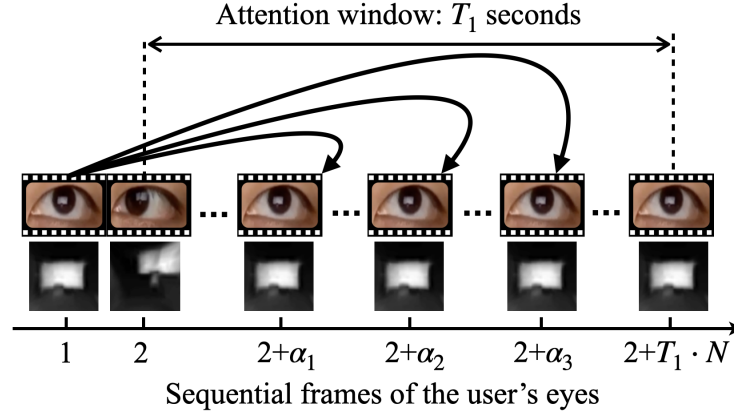 Attention window: T₁ seconds
... ... ... ...
1 2 2+α₁ 2+α₂ 2+α₃ 2+T₁ · N
Sequential frames of the user's eyes